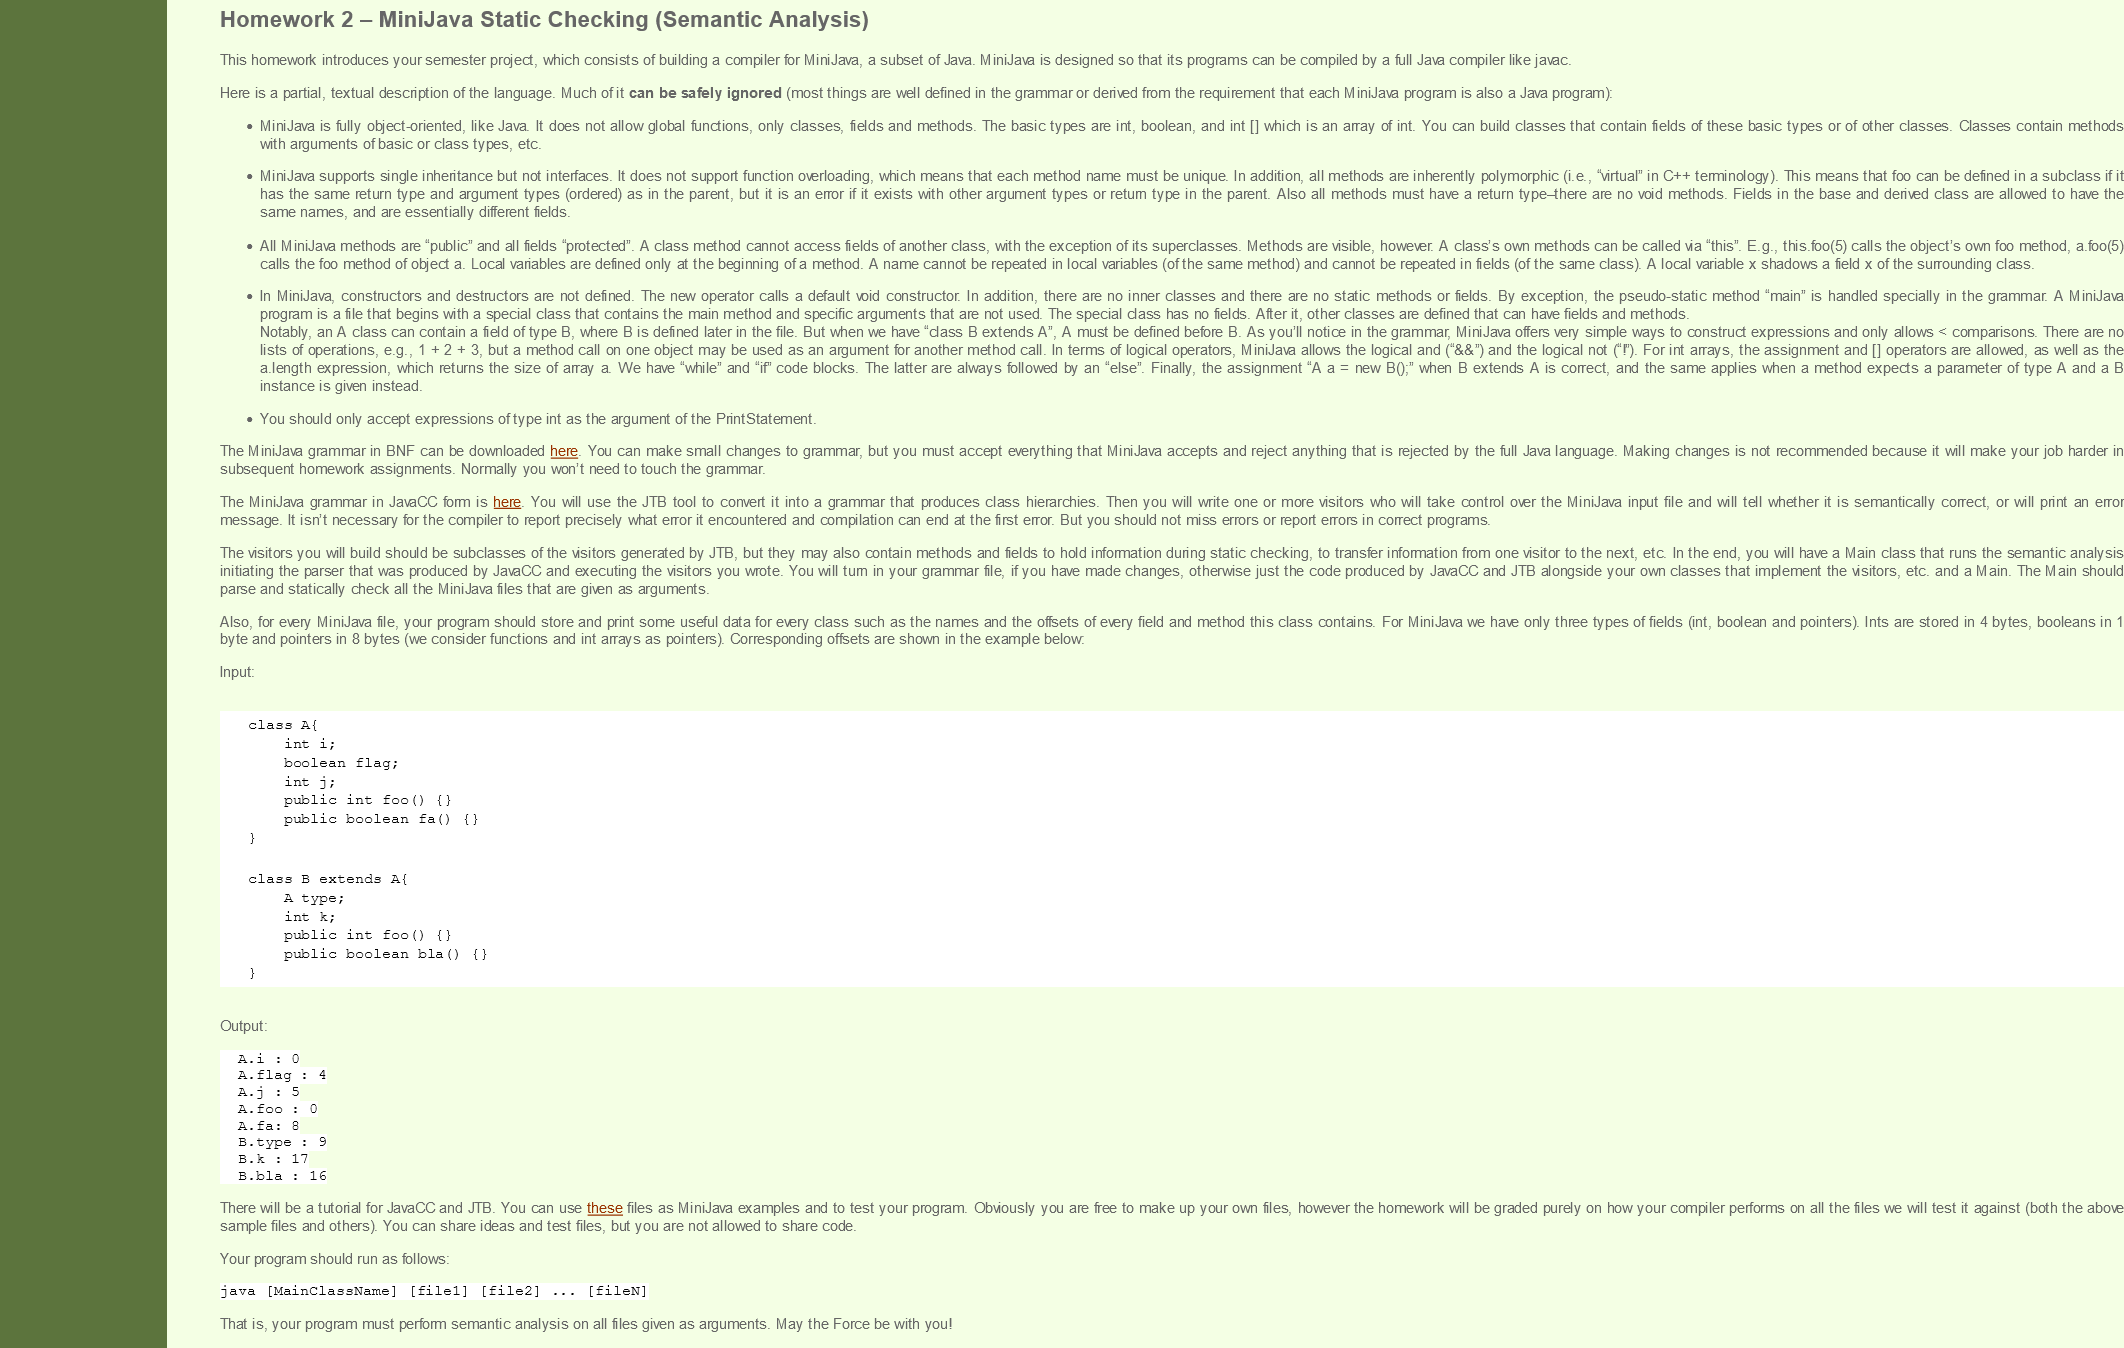 Homework 2 – MiniJava Static Checking (Semantic Analysis)
This homework introduces your semester project, which consists of building a compiler for MiniJava, a subset of Java. MiniJava is designed so that its programs can be compiled by a full Java compiler like javac.
Here is a partial, textual description of the language. Much of it can be safely ignored (most things are well defined in the grammar or derived from the requirement that each MiniJava program is also a Java program):
• MiniJava is fully object-oriented, like Java. It does not allow global functions, only classes, fields and methods. The basic types are int, boolean, and int [] which is an array of int. You can build classes that contain fields of these basic types or of other classes. Classes contain methods
with arguments of basic or class types, etc.
• MiniJava supports single inheritance but not interfaces. It does not support function overloading, which means that each method name must be unique. In addition, all methods are inherently polymorphic (i.e., “virtual” in C++ terminology). This means that foo can be defined in a subclass if it
has the same return type and argument types (ordered) as in the parent, but it is an error if it exists with other argument types or return type in the parent. Also all methods must have a return type–there are no void methods. Fields in the base and derived class are allowed to have the
same names, and are essentially different fields.
• All MiniJava methods are “public” and all fields “protected”. A class method cannot access fields of another class, with the exception of its superclasses. Methods are visible, however. A class’s own methods can be called via “this”. E.g., this.foo(5) calls the object’s own foo method, a.foo(5)
calls the foo method of object a. Local variables are defined only at the beginning of a method. A name cannot be repeated in local variables (of the same method) and cannot be repeated in fields (of the same class). A local variable x shadows a field x of the surrounding class.
• In MiniJava, constructors and destructors are not defined. The new operator calls a default void constructor. In addition, there are no inner classes and there are no static methods or fields. By exception, the pseudo-static method “main” is handled specially in the grammar. A MiniJava
program is a file that begins with a special class that contains the main method and specific arguments that are not used. The special class has no fields. After it, other classes are defined that can have fields and methods.
Notably, an A class can contain a field of type B, where B is defined later in the file. But when we have “class B extends A”, A must be defined before B. As you’ll notice in the grammar, MiniJava offers very simple ways to construct expressions and only allows < comparisons. There are no
lists of operations, e.g., 1 + 2 + 3, but a method call on one object may be used as an argument for another method call. In terms of logical operators, MiniJava allows the logical and (“&&”) and the logical not (“!”). For int arrays, the assignment and [] operators are allowed, as well as the
a.length expression, which returns the size of array a. We have “while” and “if” code blocks. The latter are always followed by an “else”. Finally, the assignment “A a = new B();” when B extends A is correct, and the same applies when a method expects a parameter of type A and a B
instance is given instead.
• You should only accept expressions of type int as the argument of the PrintStatement.
The MiniJava grammar in BNF can be downloaded here. You can make small changes to grammar, but you must accept everything that MiniJava accepts and reject anything that is rejected by the full Java language. Making changes is not recommended because it will make your job harder in
subsequent homework assignments. Normally you won’t need to touch the grammar.
The MiniJava grammar in JavaCC form is here. You will use the JTB tool to convert it into a grammar that produces class hierarchies. Then you will write one or more visitors who will take control over the MiniJava input file and will tell whether it is semantically correct, or will print an error
message. It isn’t necessary for the compiler to report precisely what error it encountered and compilation can end at the first error. But you should not miss errors or report errors in correct programs.
The visitors you will build should be subclasses of the visitors generated by JTB, but they may also contain methods and fields to hold information during static checking, to transfer information from one visitor to the next, etc. In the end, you will have a Main class that runs the semantic analysis
initiating the parser that was produced by JavaCC and executing the visitors you wrote. You will turn in your grammar file, if you have made changes, otherwise just the code produced by JavaCC and JTB alongside your own classes that implement the visitors, etc. and a Main. The Main should
parse and statically check all the MiniJava files that are given as arguments.
Also, for every MiniJava file, your program should store and print some useful data for every class such as the names and the offsets of every field and method this class contains. For MiniJava we have only three types of fields (int, boolean and pointers). Ints are stored in 4 bytes, booleans in 1
byte and pointers in 8 bytes (we consider functions and int arrays as pointers). Corresponding offsets are shown in the example below:
Input:
class A{
int i;
boolean flag;
int j;
public int foo() {}
public boolean fa() {}
}
class B extends A{
A type;
int k;
public int foo() {}
public boolean bla() {}
}
Output:
A.i : 0
A.flag : 4
A.j : 5
A.foo : 0
A.fa: 8
B.type : 9
B.k : 17
B.bla : 16
There will be a tutorial for JavaCC and JTB. You can use these files as MiniJava examples and to test your program. Obviously you are free to make up your own files, however the homework will be graded purely on how your compiler performs on all the files we will test it against (both the above
sample files and others). You can share ideas and test files, but you are not allowed to share code.
Your program should run as follows:
java [MainClassName] [file1] [file2] ... [fileN]
That is, your program must perform semantic analysis on all files given as arguments. May the Force be with you!